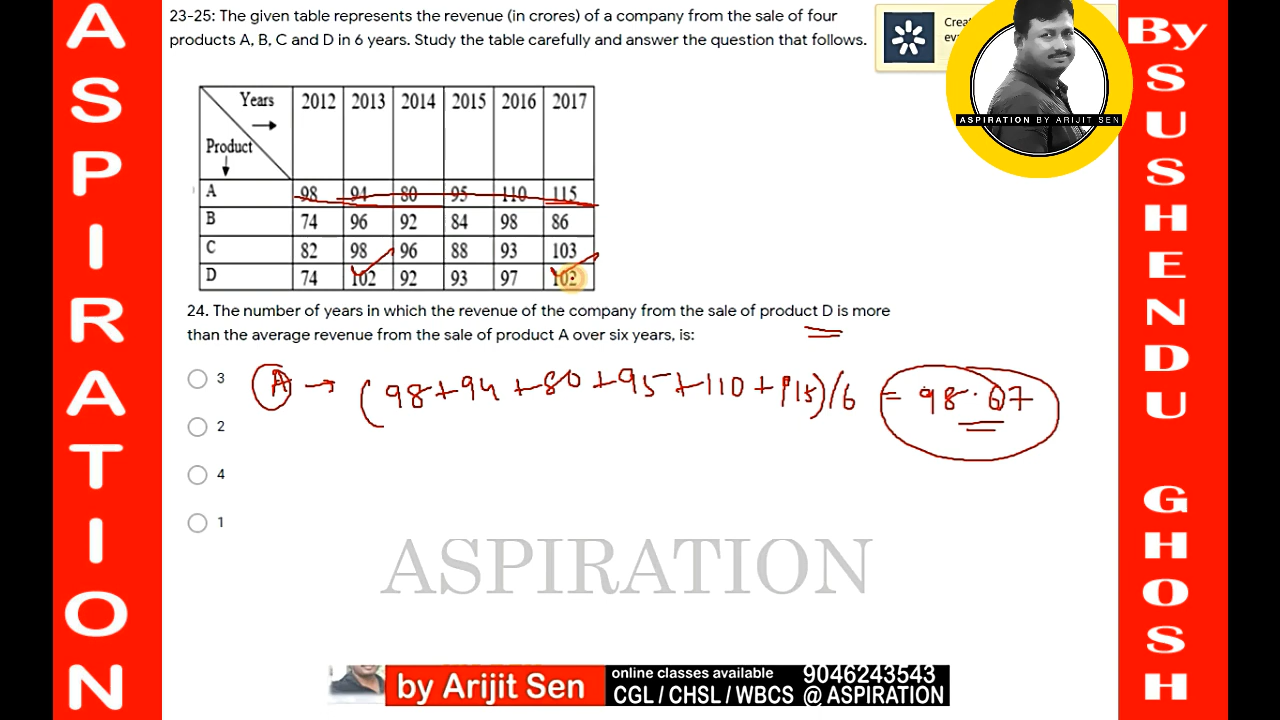 ASPIRATION
23-25: The given table represents the revenue (in crores) of a company from the sale of four
products A, B, C and D in 6 years. Study the table carefully and answer the question that follows.
ASPIRATION BY ARIJIT SEN
Years 2012 2013 2014 2015 2016 2017
Product
A 98 94 80 95 110 115
B 74 96 92 84 98 86
C 82 98 96 88 93 103
D 74 102 92 93 97 102
24. The number of years in which the revenue of the company from the sale of product D is more
than the average revenue from the sale of product A over six years, is:
3
2
4
1
A → (98+94+80+95+110+115)/6 = 98.67
ASPIRATION
by Arijit Sen
online classes available 9046243543
CGL / CHSL / WBCS @ ASPIRATION
By SUSHENDU GHOSH